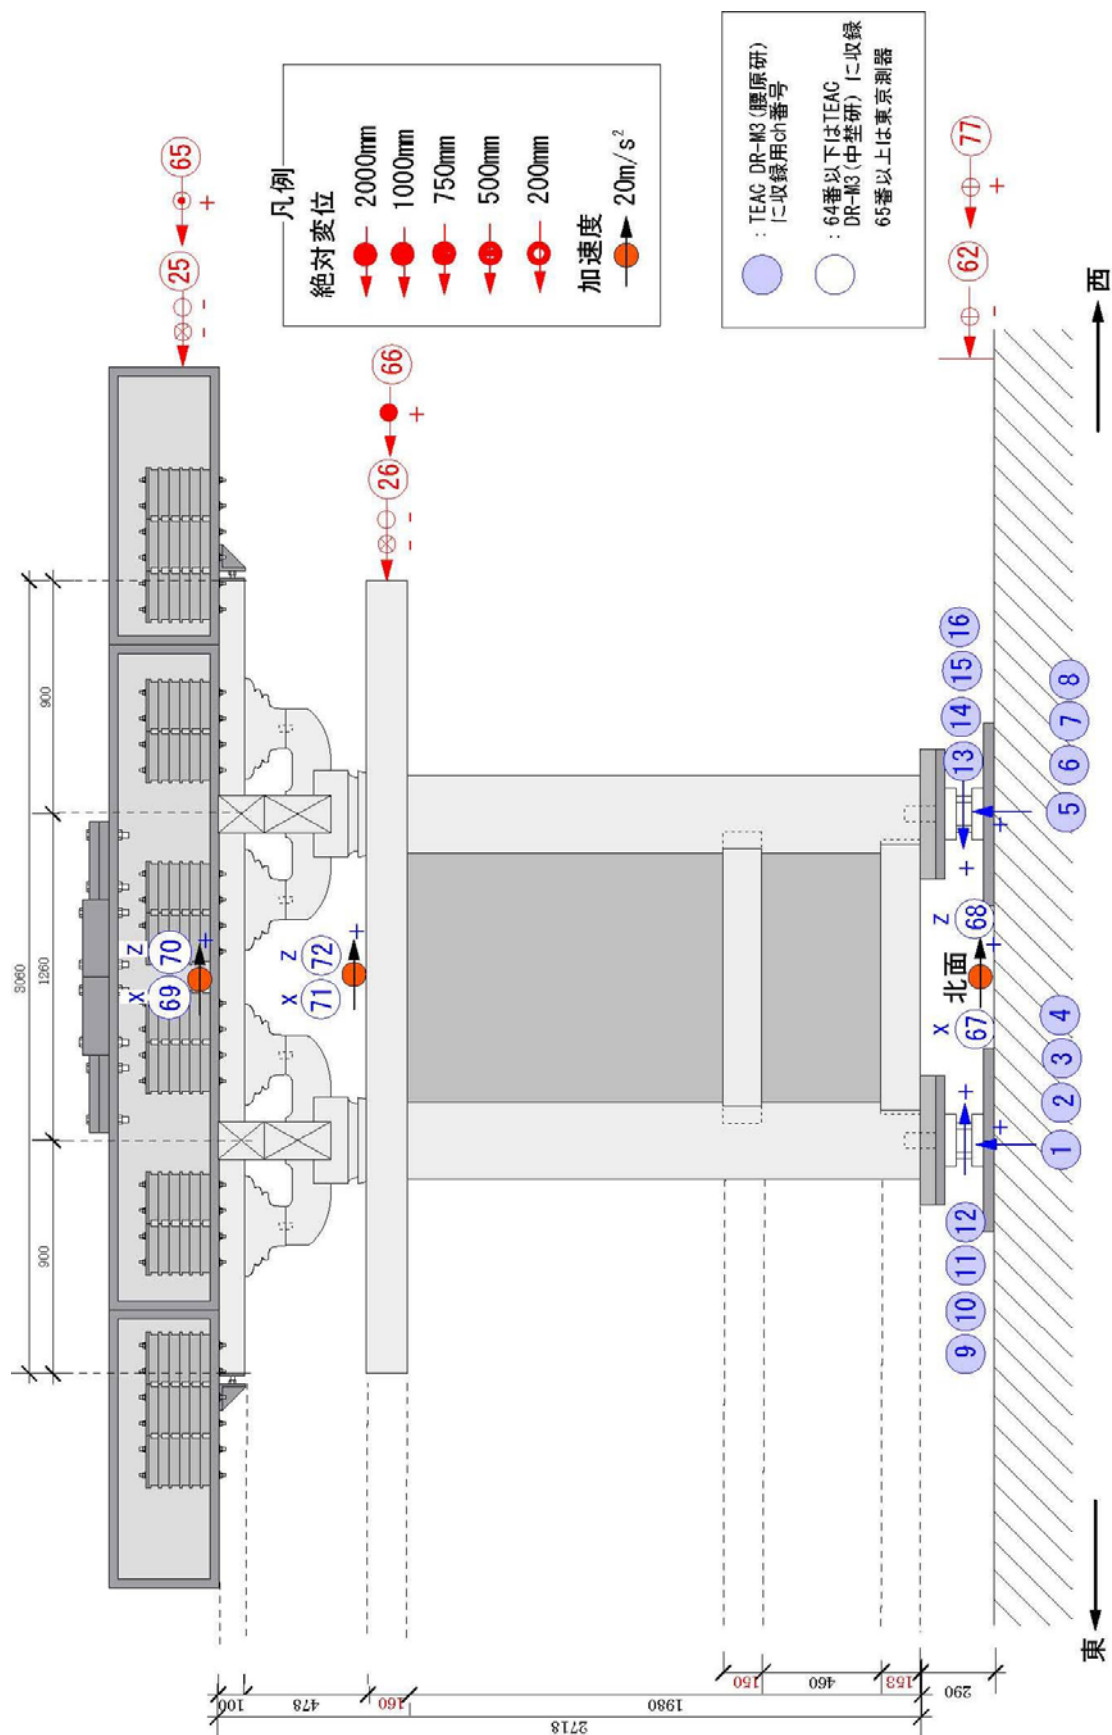 3060
900
1260
900
65
25
+
-
-
66
26
+
-
-
77
62
+
-
凡例
絶対変位
2000mm
1000mm
750mm
500mm
200mm
加速度
20m/s²
: TEAC DR-M3(腰原研)
に収録用ch番号
: 64番以下はTEAC
DR-M3(中埜研)に収録
65番以上は東京測器
X Z
69 70
+
X Z
71 72
+
X 北面 Z
67 68
+
9 10 11 12
+
+
13 14 15 16
+
+
1 2 3 4
5 6 7 8
東
西
100
478
160
1980
2718
150
460
153
290